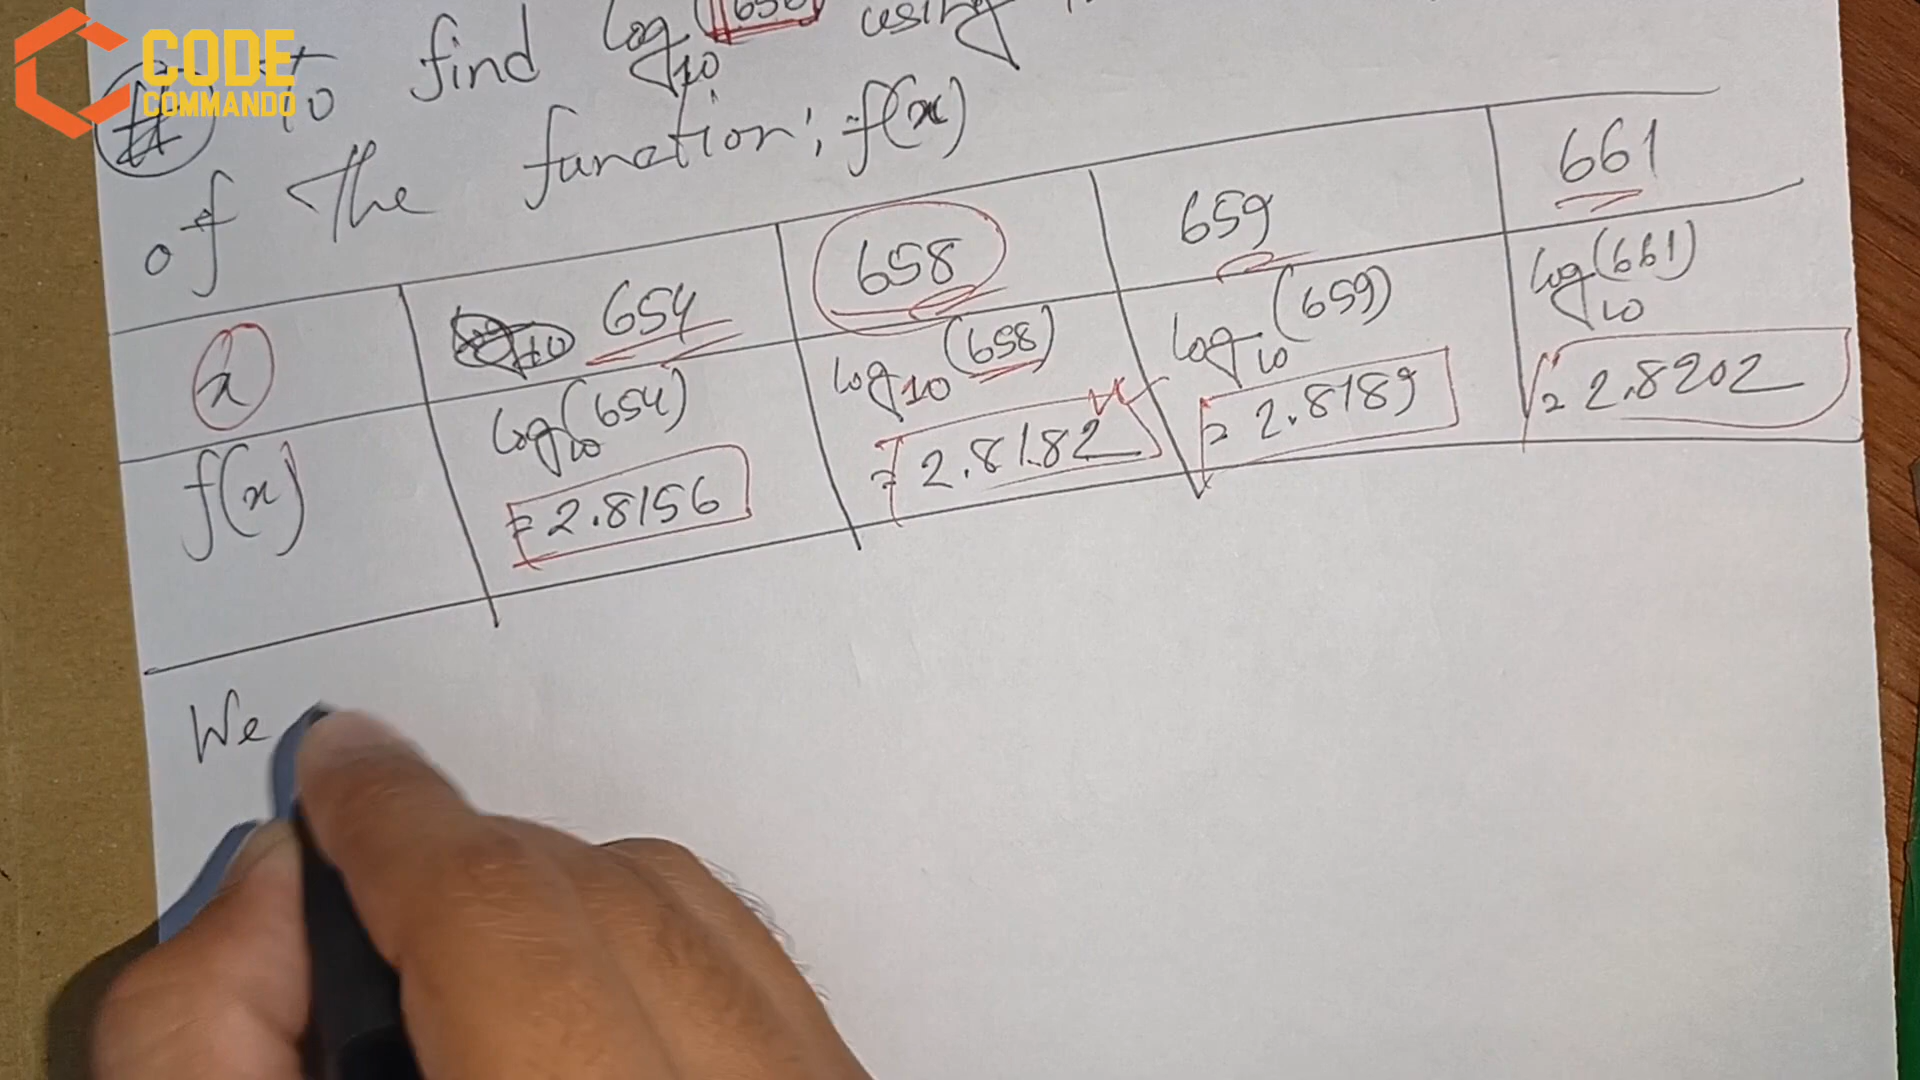 CODE
COMMANDO
# To find log10 using
of the function; f(x)
x 654 658 659 661
f(x) log10(654) log10(658) log10(659) log10(661)
= 2.8156 = 2.8182 = 2.8189 = 2.8202
We